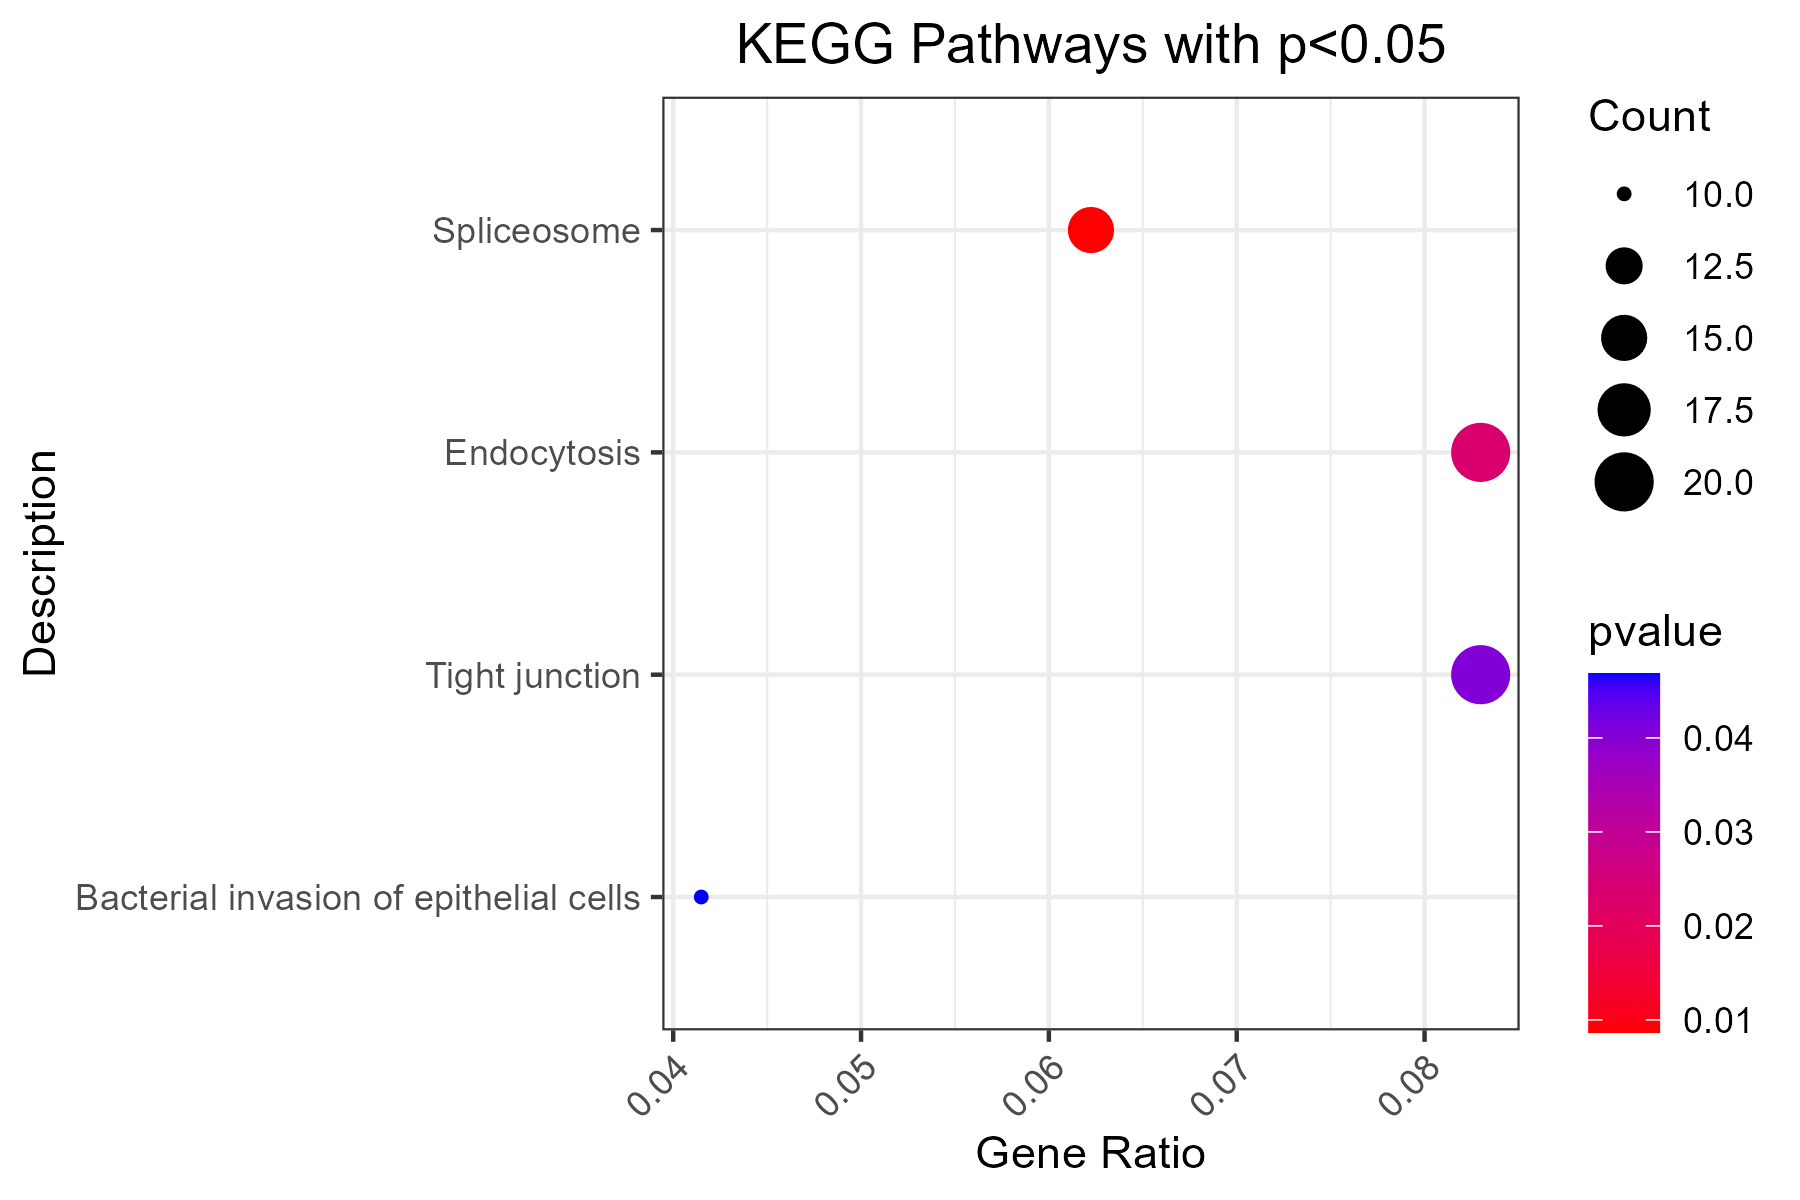 KEGG Pathways with p<0.05
Description
Spliceosome
Endocytosis
Tight junction
Bacterial invasion of epithelial cells
0.04
0.05
0.06
0.07
0.08
Gene Ratio
Count
10.0
12.5
15.0
17.5
20.0
pvalue
0.04
0.03
0.02
0.01